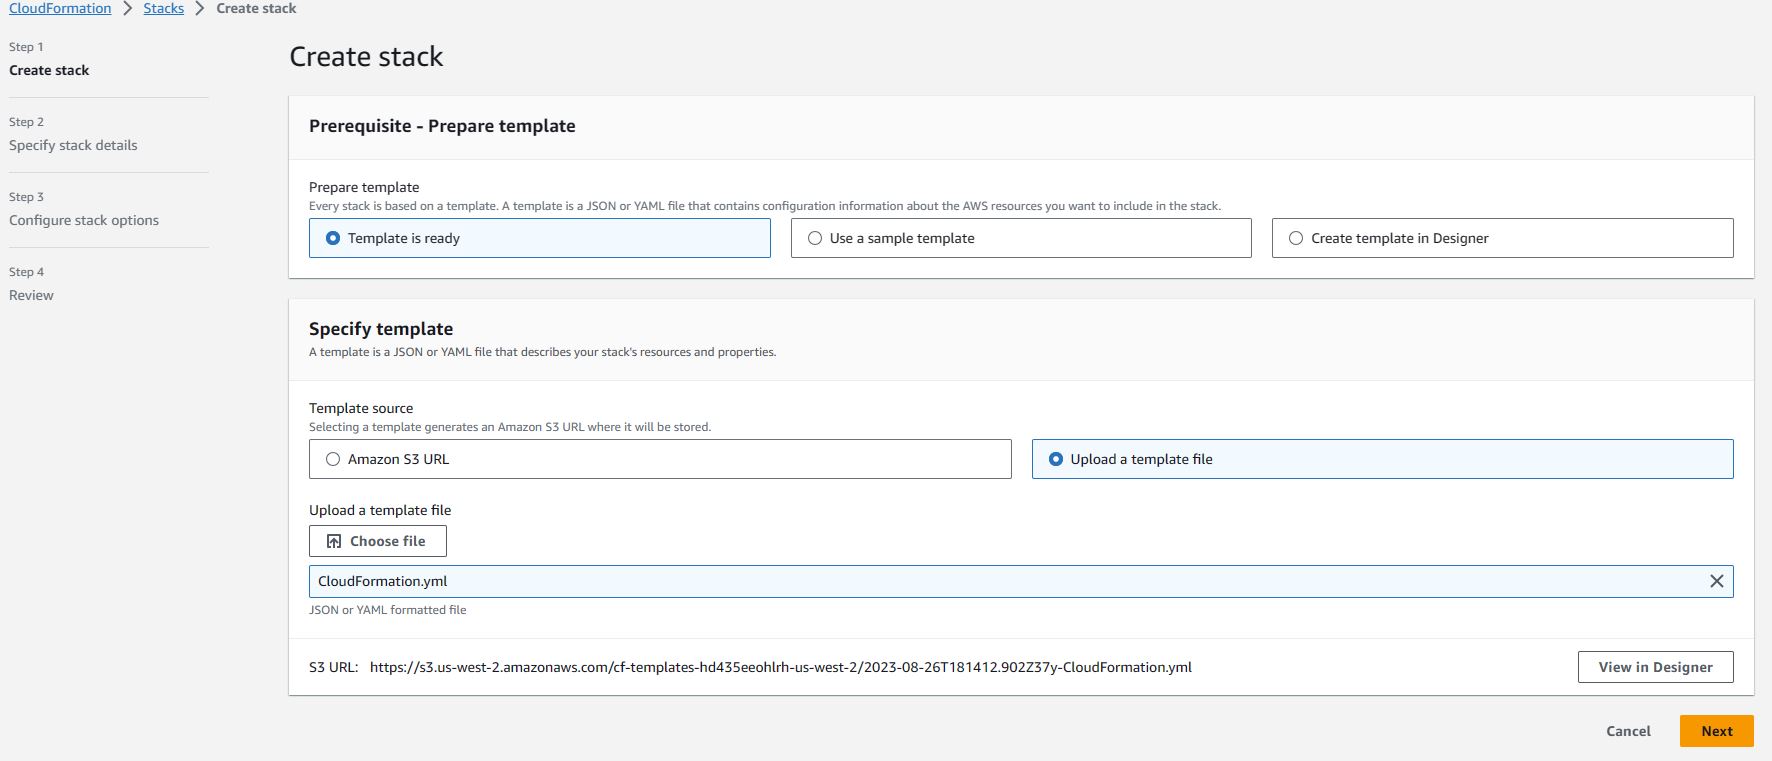 CloudFormation > Stacks > Create stack
Step 1
Create stack
Step 2
Specify stack details
Step 3
Configure stack options
Step 4
Review
Create stack
Prerequisite - Prepare template
Prepare template
Every stack is based on a template. A template is a JSON or YAML file that contains configuration information about the AWS resources you want to include in the stack.
Template is ready
Use a sample template
Create template in Designer
Specify template
A template is a JSON or YAML file that describes your stack's resources and properties.
Template source
Selecting a template generates an Amazon S3 URL where it will be stored.
Amazon S3 URL
Upload a template file
Upload a template file
Choose file
CloudFormation.yml
JSON or YAML formatted file
S3 URL: https://s3.us-west-2.amazonaws.com/cf-templates-hd435eeohlrh-us-west-2/2023-08-26T181412.902Z37y-CloudFormation.yml
View in Designer
Cancel
Next